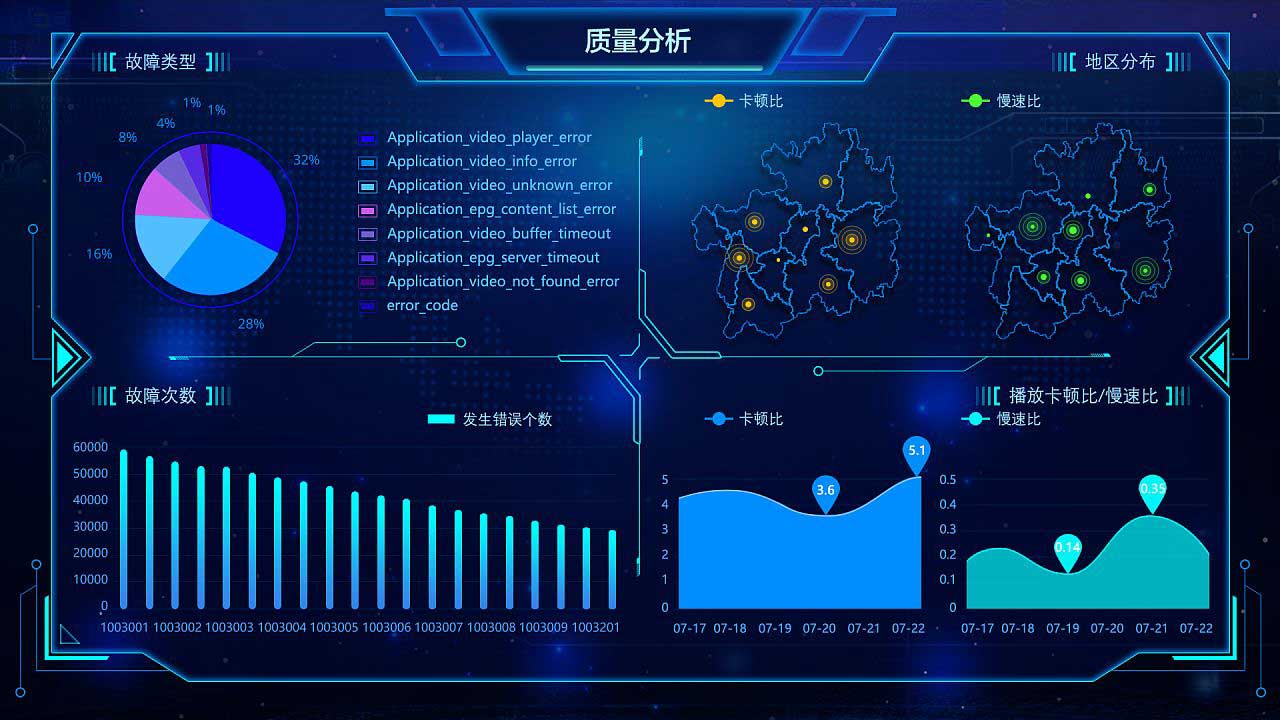 质量分析
故障类型
1%
1%
4%
8%
10%
16%
28%
32%
Application_video_player_error
Application_video_info_error
Application_video_unknown_error
Application_epg_content_list_error
Application_video_buffer_timeout
Application_epg_server_timeout
Application_video_not_found_error
error_code
地区分布
卡顿比
慢速比
故障次数
发生错误个数
60000
50000
40000
30000
20000
10000
0
1003001 1003002 1003003 1003004 1003005 1003006 1003007 1003008 1003009 1003201
播放卡顿比/慢速比
卡顿比
5.1
3.6
5
4
3
2
1
0
07-17 07-18 07-19 07-20 07-21 07-22
慢速比
0.35
0.14
0.5
0.4
0.3
0.2
0.1
0
07-17 07-18 07-19 07-20 07-21 07-22